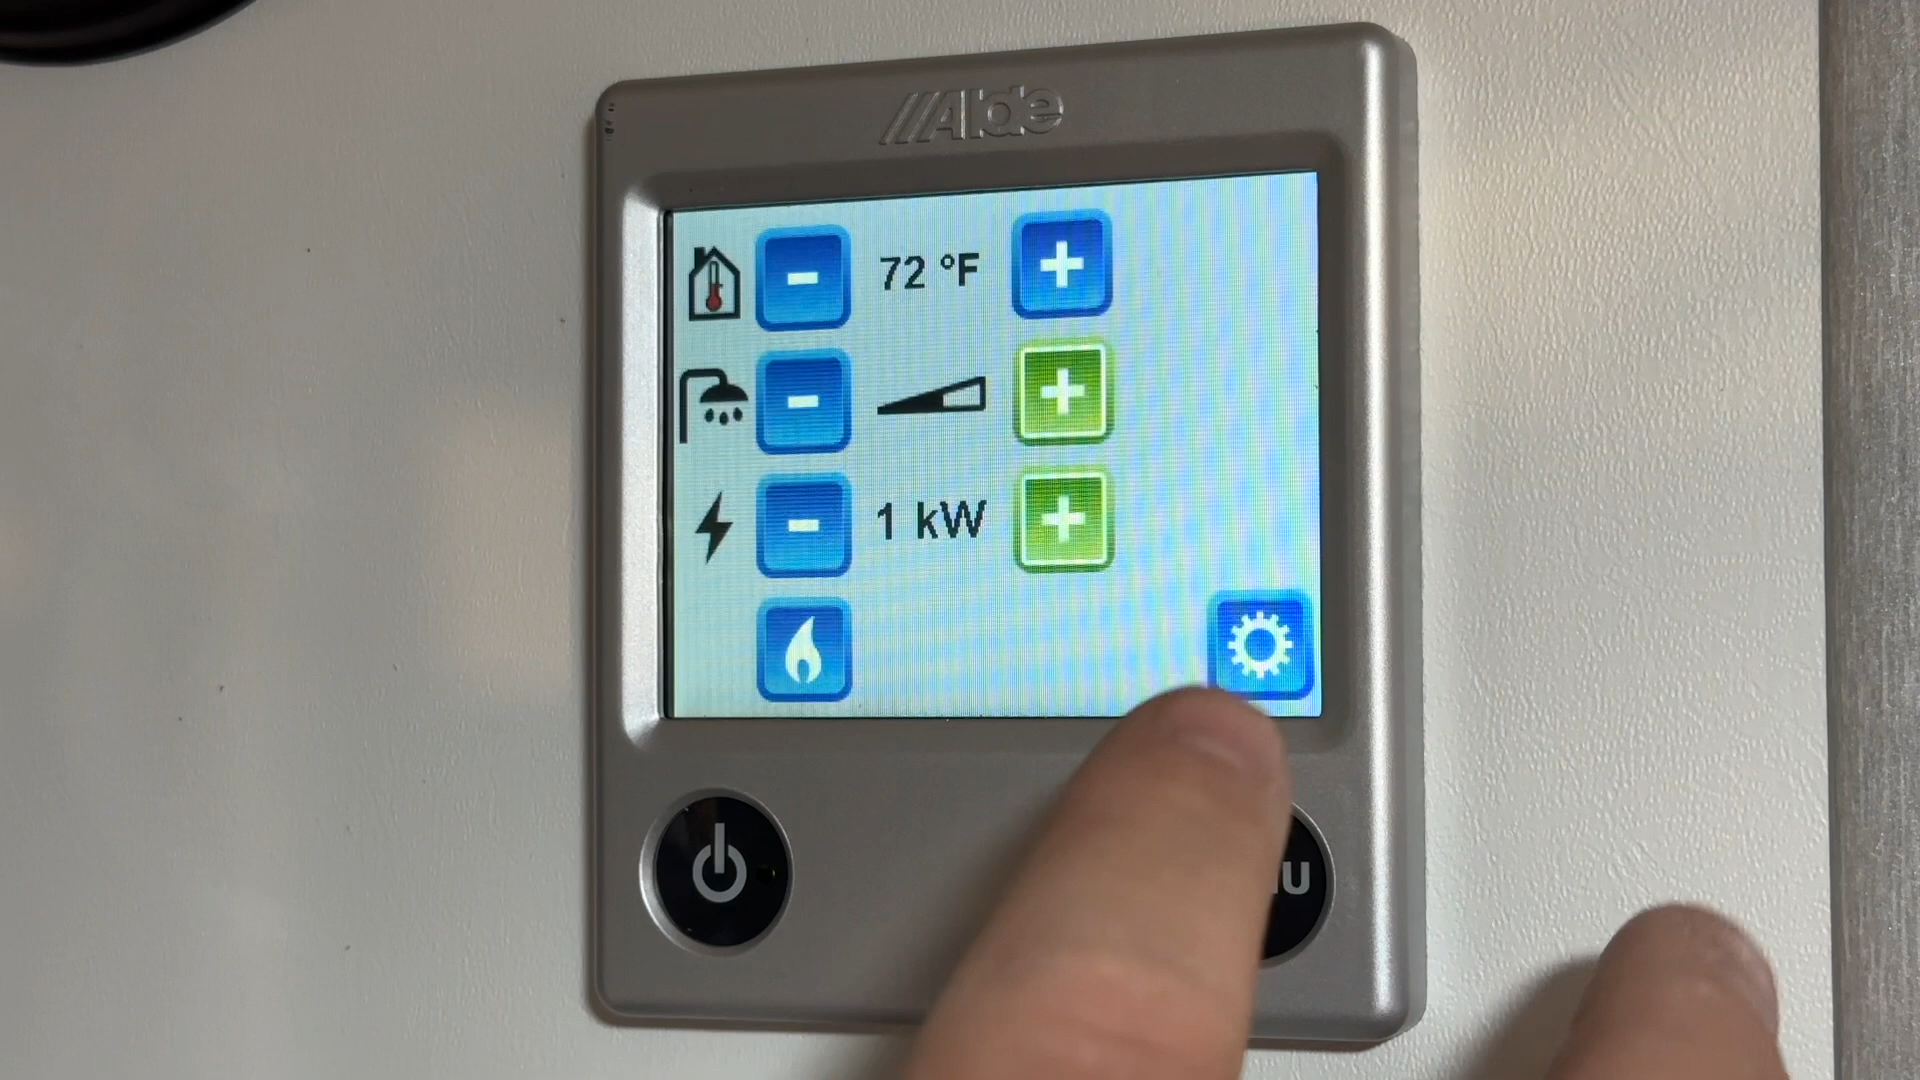 Alde
- 72 °F +
- +
- 1 kW +